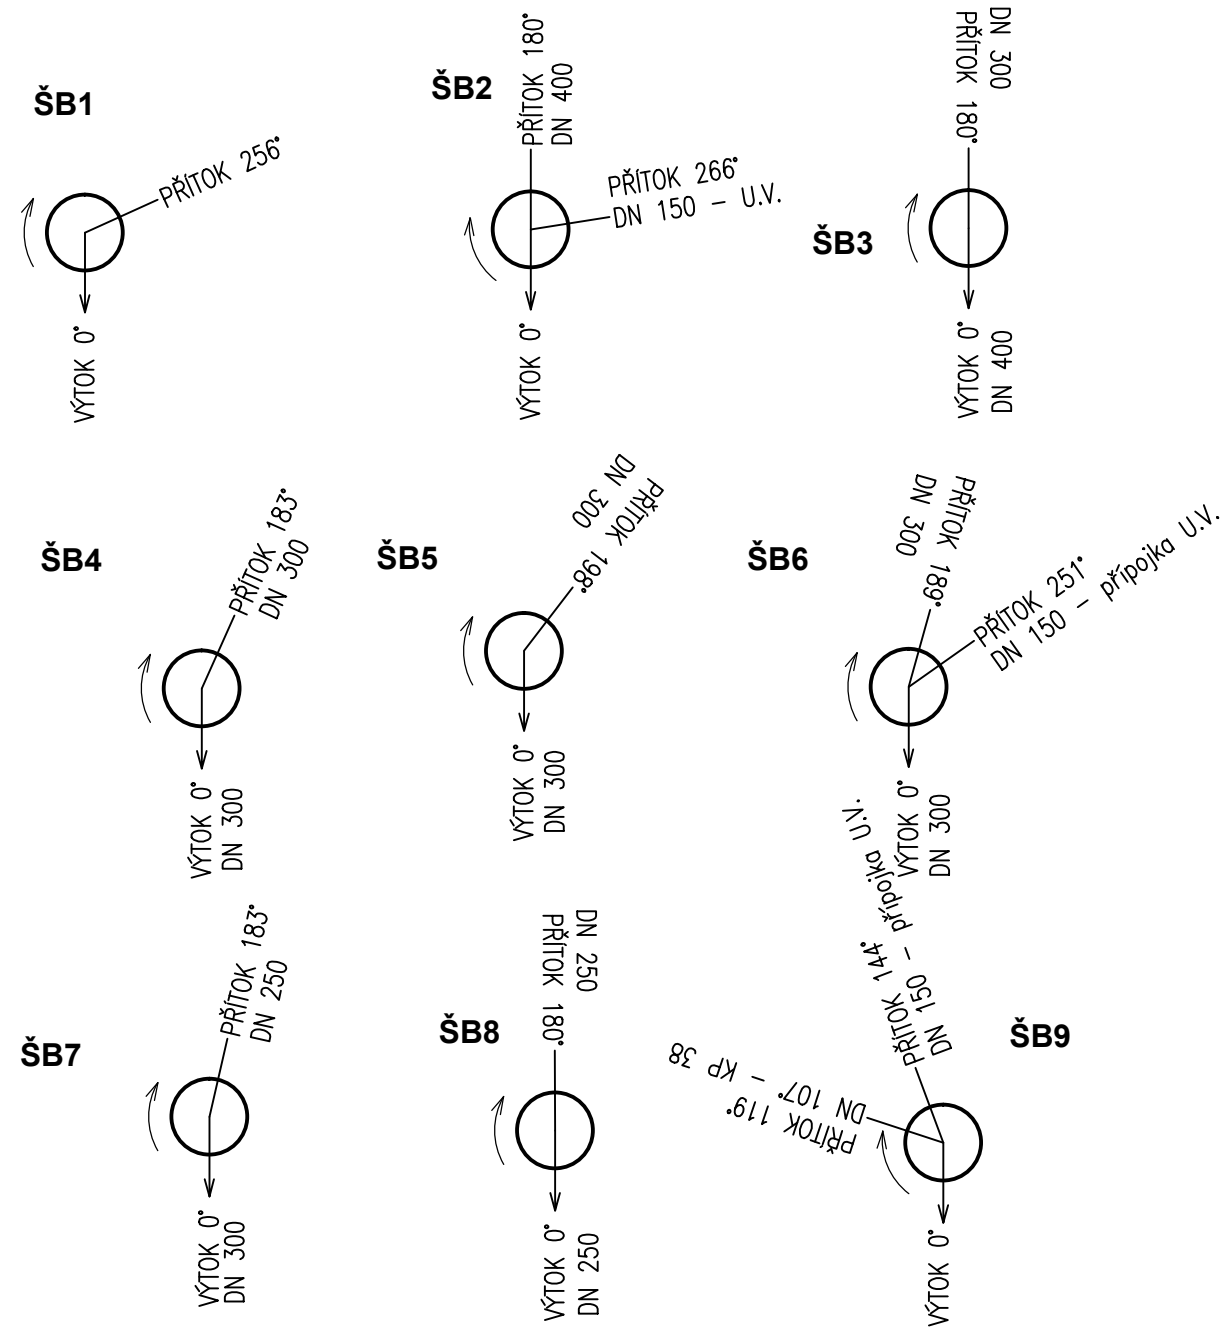 ŠB1
PŘÍTOK 256°
VÝTOK 0°
ŠB2
PŘÍTOK 180°
DN 400
PŘÍTOK 266°
DN 150 - U.V.
VÝTOK 0°
ŠB3
DN 300
PŘÍTOK 180°
VÝTOK 0°
DN 400
ŠB4
PŘÍTOK 183°
DN 300
VÝTOK 0°
DN 300
ŠB5
DN 300
PŘÍTOK 198°
VÝTOK 0°
DN 300
ŠB6
PŘÍTOK 189°
DN 300
PŘÍTOK 251°
DN 150 - přípojka U.V.
VÝTOK 0°
DN 300
ŠB7
PŘÍTOK 183°
DN 250
VÝTOK 0°
DN 300
ŠB8
DN 250
PŘÍTOK 180°
VÝTOK 0°
DN 250
ŠB9
PŘÍTOK 144°
DN 150 - přípojka U.V.
DN 107° - KP 38
PŘÍTOK 119°
VÝTOK 0°